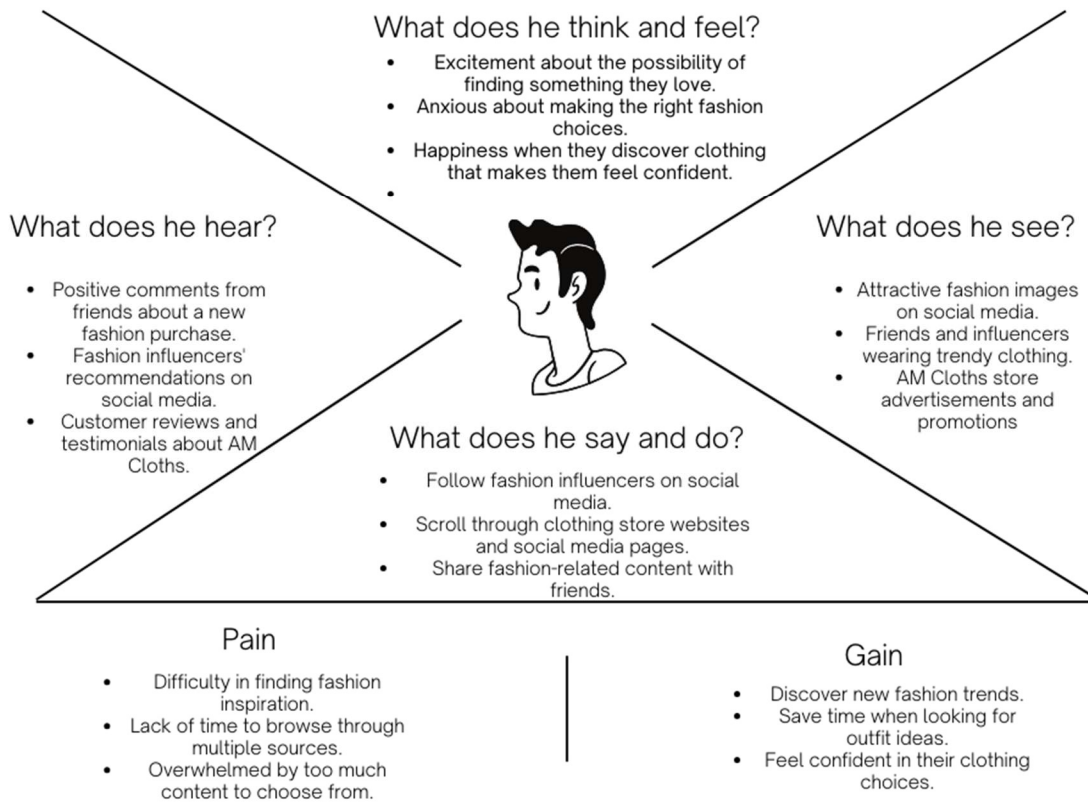 What does he think and feel?
• Excitement about the possibility of
finding something they love.
• Anxious about making the right fashion
choices.
• Happiness when they discover clothing
that makes them feel confident.
•
What does he hear?
• Positive comments from
friends about a new
fashion purchase.
• Fashion influencers'
recommendations on
social media.
• Customer reviews and
testimonials about AM
Cloths.
What does he see?
• Attractive fashion images
on social media.
• Friends and influencers
wearing trendy clothing.
• AM Cloths store
advertisements and
promotions
What does he say and do?
• Follow fashion influencers on social
media.
• Scroll through clothing store websites
and social media pages.
• Share fashion-related content with
friends.
Pain
• Difficulty in finding fashion
inspiration.
• Lack of time to browse through
multiple sources.
• Overwhelmed by too much
content to choose from.
Gain
• Discover new fashion trends.
• Save time when looking for
outfit ideas.
• Feel confident in their clothing
choices.